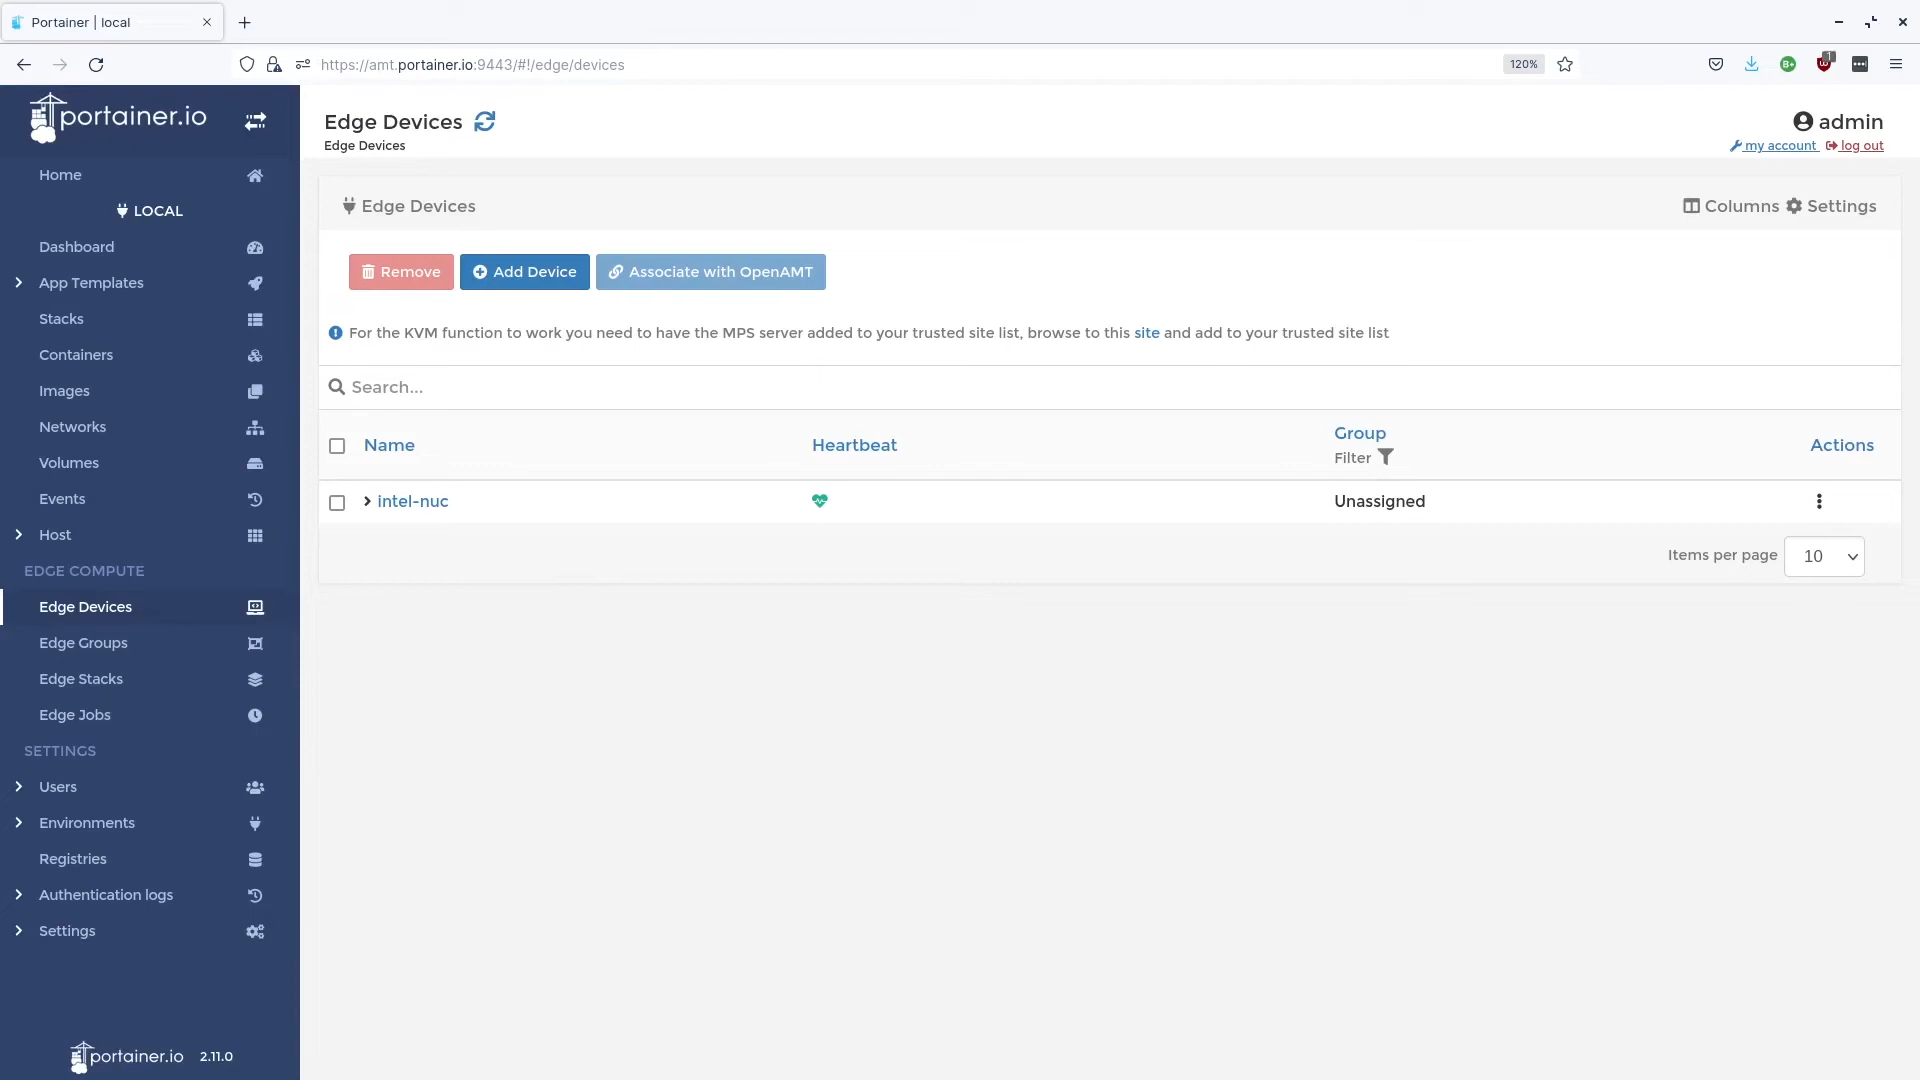 Portainer | local
https://amt.portainer.io:9443/#!/edge/devices
120%
1
portainer.io
Home
LOCAL
Dashboard
App Templates
Stacks
Containers
Images
Networks
Volumes
Events
Host
EDGE COMPUTE
Edge Devices
Edge Groups
Edge Stacks
Edge Jobs
SETTINGS
Users
Environments
Registries
Authentication logs
Settings
portainer.io 2.11.0
Edge Devices
Edge Devices
admin
my account log out
Edge Devices
Columns Settings
Remove
Add Device
Associate with OpenAMT
For the KVM function to work you need to have the MPS server added to your trusted site list, browse to this site and add to your trusted site list
Search...
Name
Heartbeat
Group
Filter
Actions
intel-nuc
Unassigned
Items per page
10